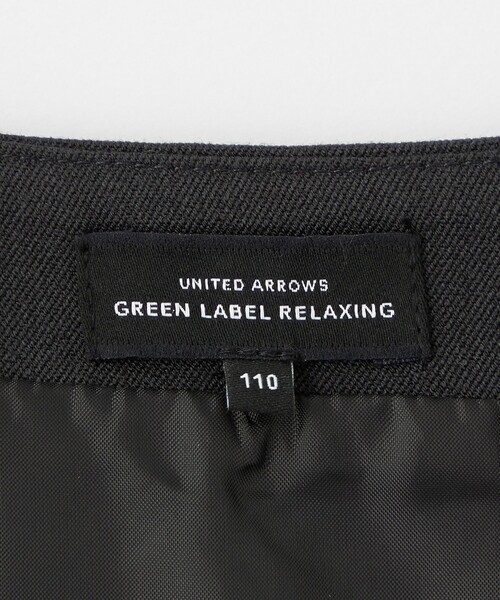 UNITED ARROWS
GREEN LABEL RELAXING
110